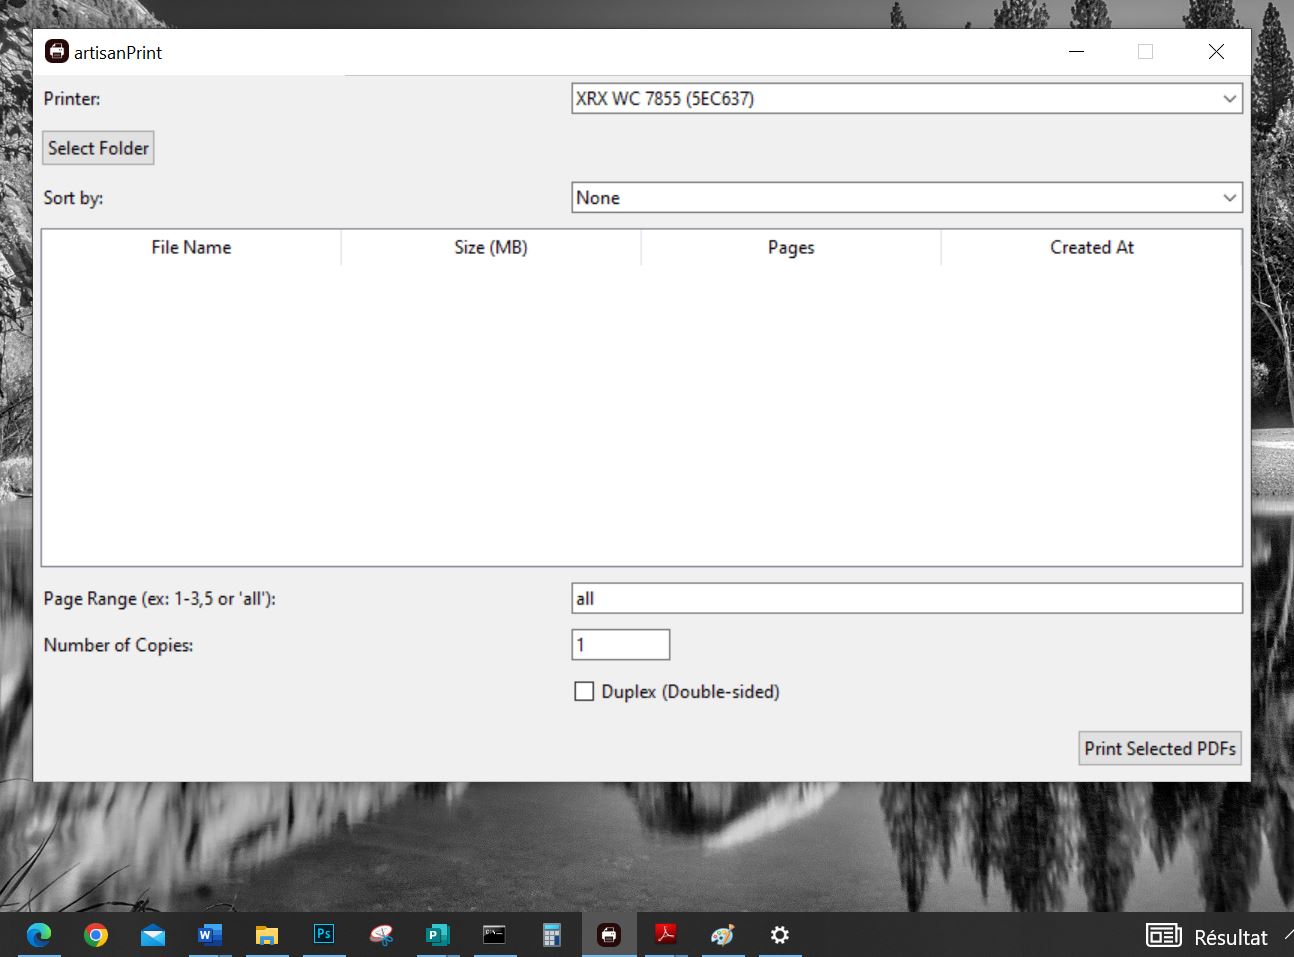 artisanPrint
Printer:
XRX WC 7855 (5EC637)
Select Folder
Sort by:
None
File Name
Size (MB)
Pages
Created At
Page Range (ex: 1-3,5 or 'all'):
all
Number of Copies:
1
Duplex (Double-sided)
Print Selected PDFs
W
Ps
P
Résultat